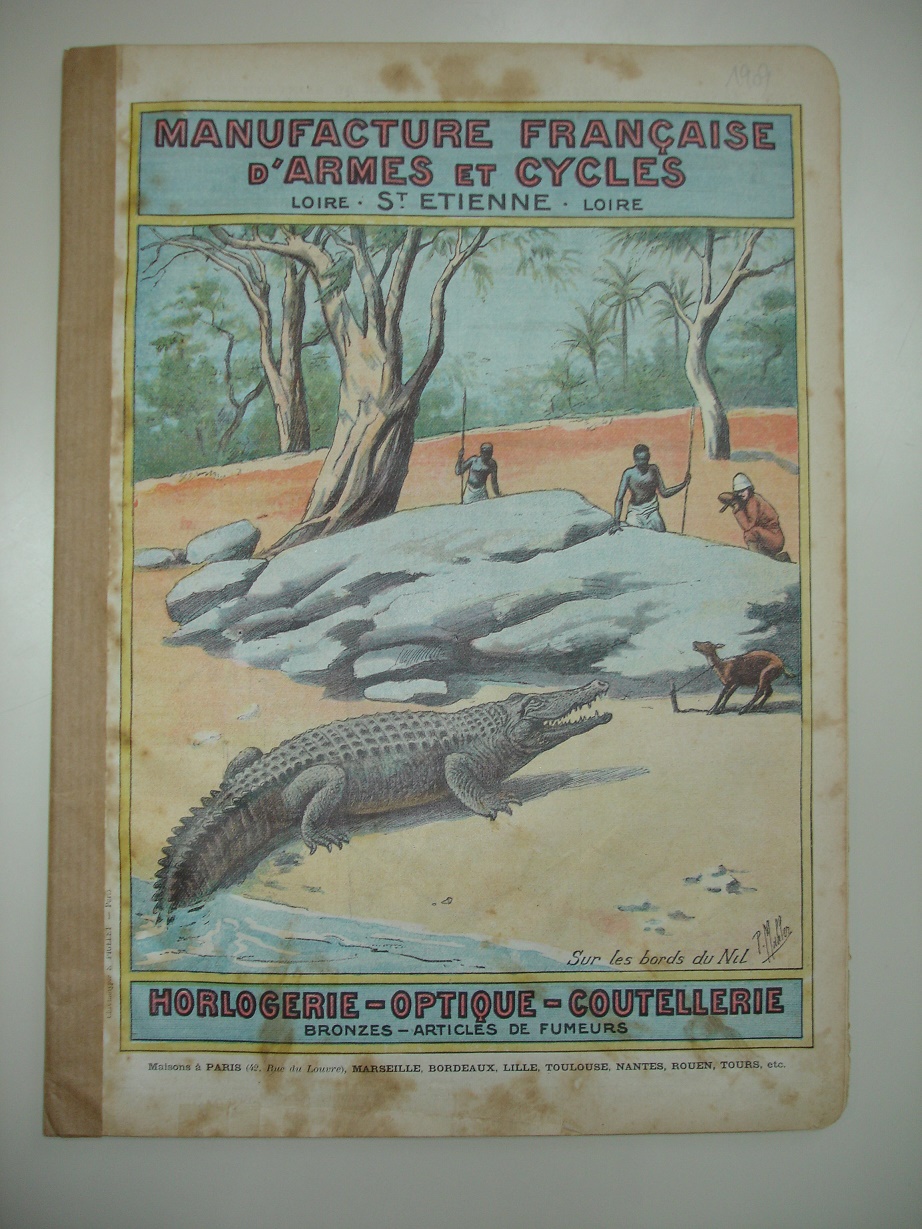 MANUFACTURE FRANÇAISE
D'ARMES ET CYCLES
LOIRE · ST ETIENNE · LOIRE
Sur les bords du Nil
HORLOGERIE – OPTIQUE – COUTELLERIE
BRONZES – ARTICLES DE FUMEURS
Maisons à PARIS (42, Rue du Louvre), MARSEILLE, BORDEAUX, LILLE, TOULOUSE, NANTES, ROUEN, TOURS, etc.